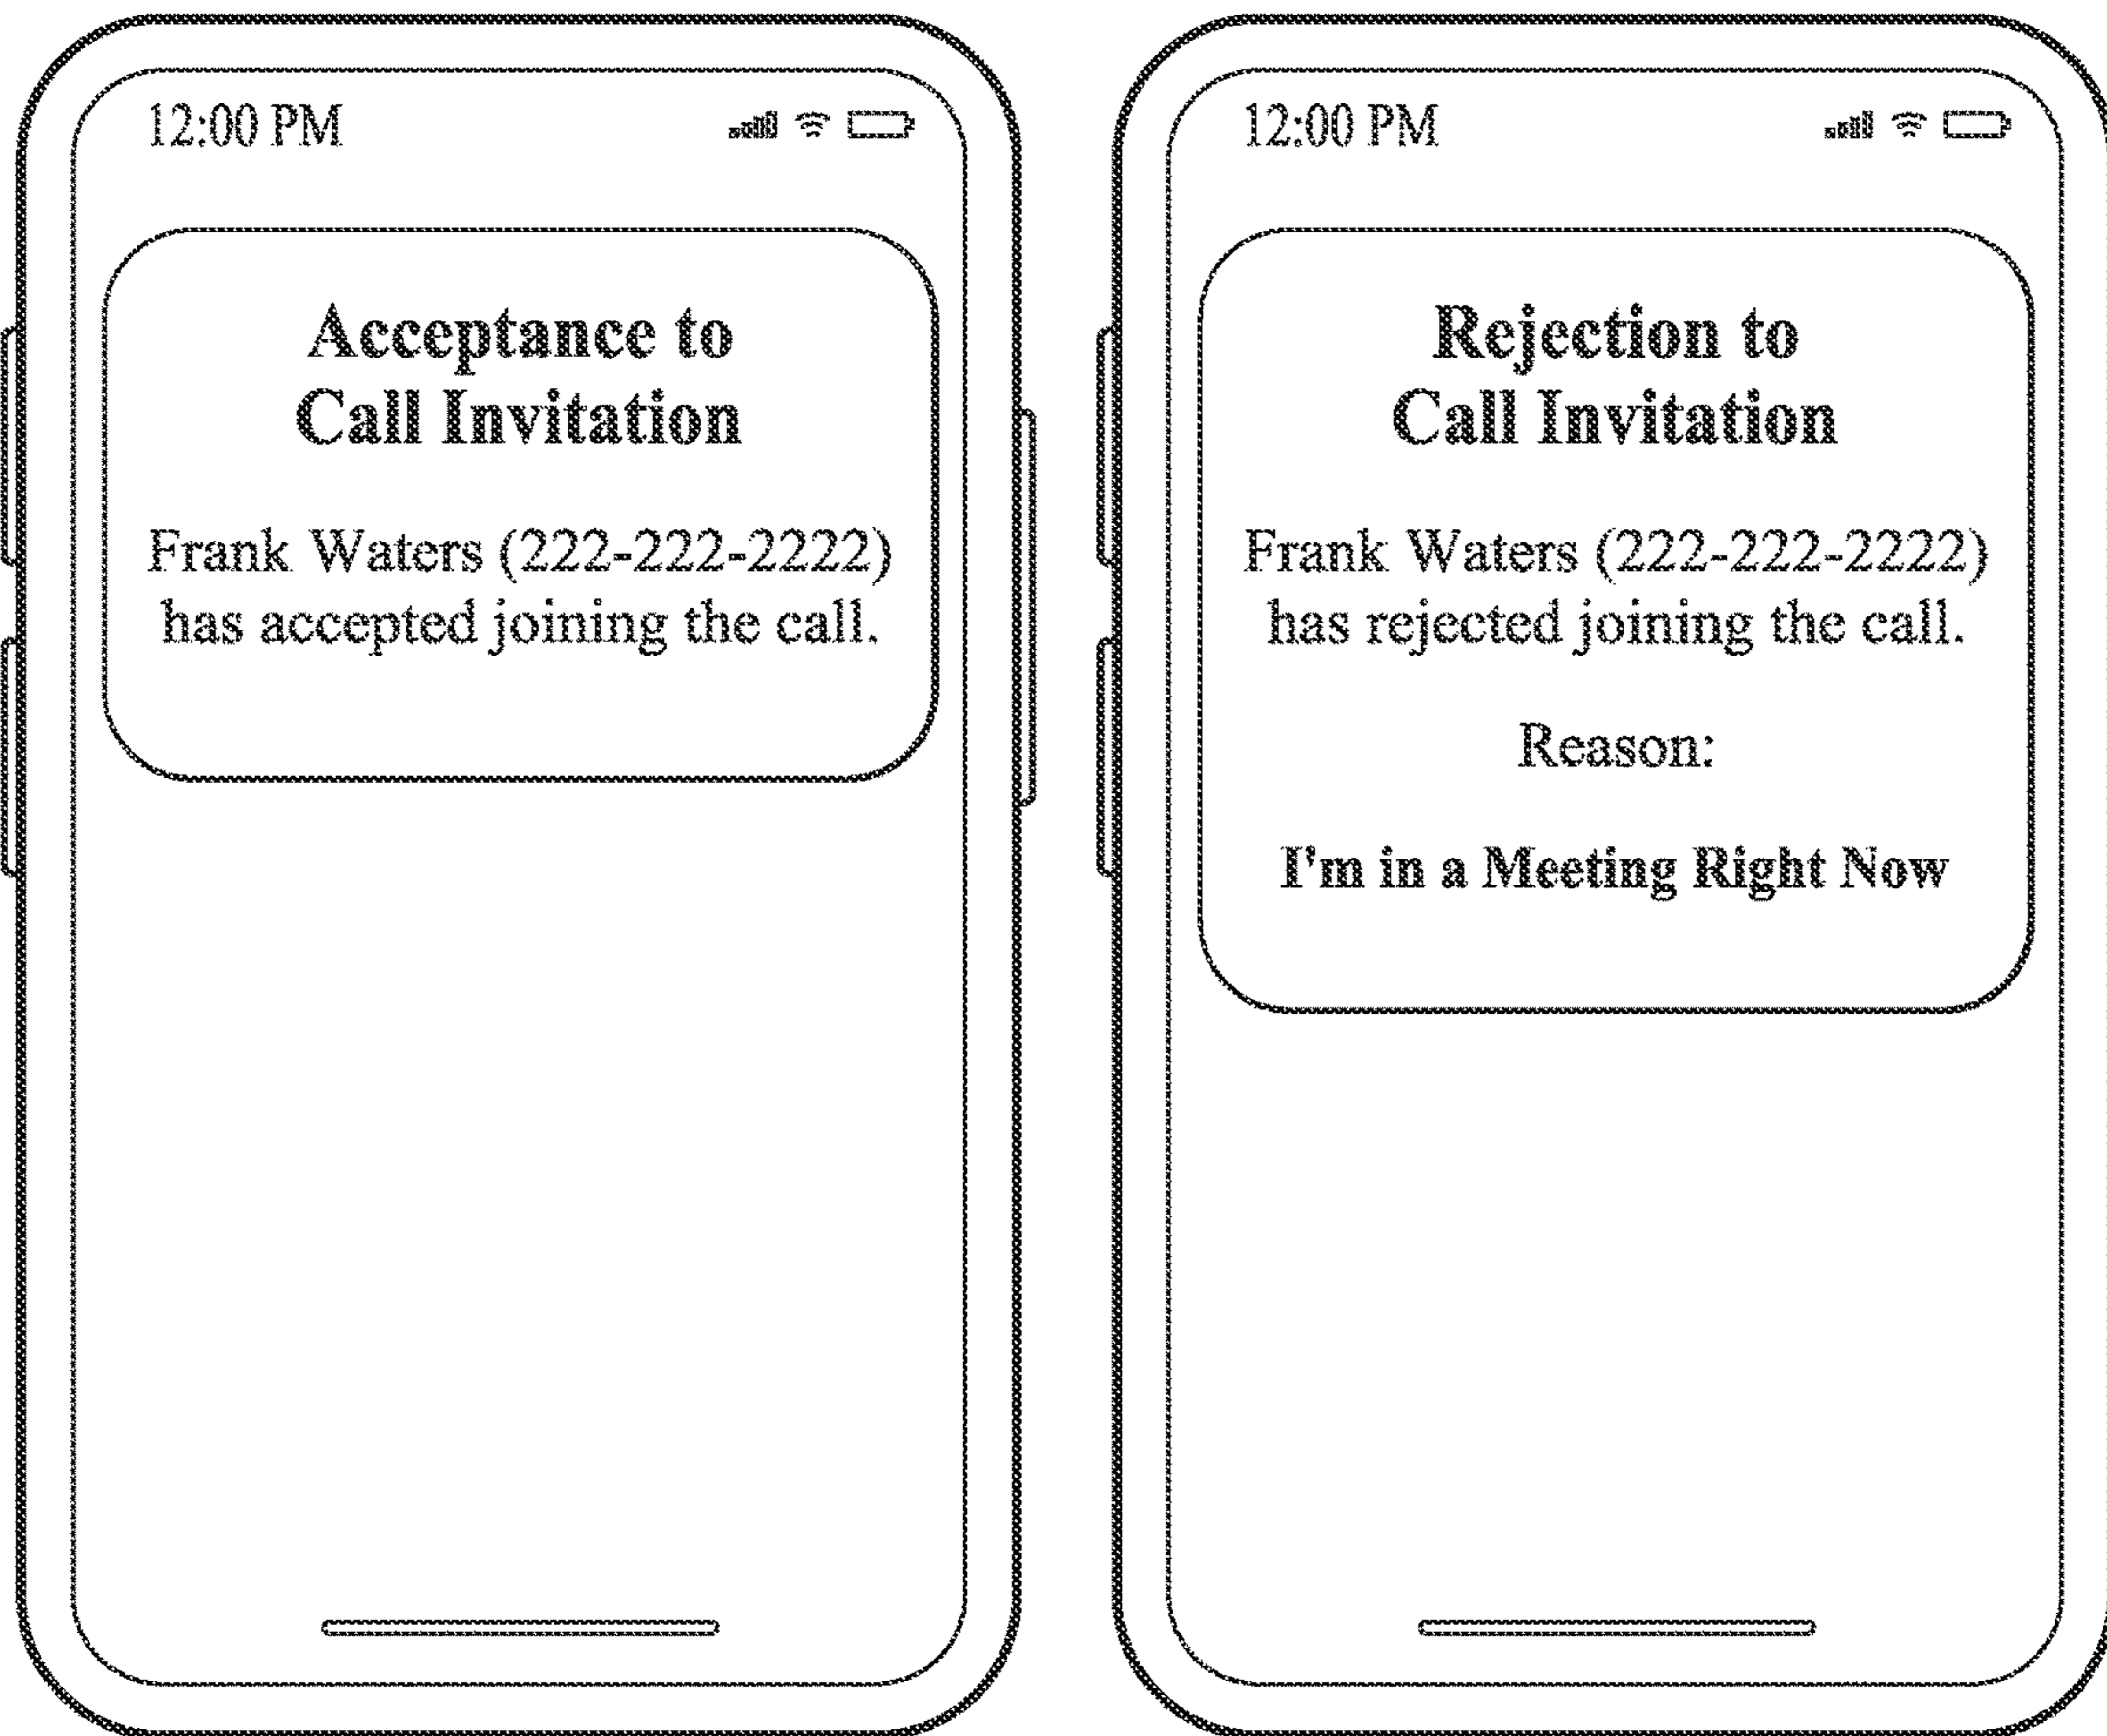 12:00 PM
Acceptance to
Call Invitation
Frank Waters (222-222-2222)
has accepted joining the call.
12:00 PM
Rejection to
Call Invitation
Frank Waters (222-222-2222)
has rejected joining the call.
Reason:
I'm in a Meeting Right Now